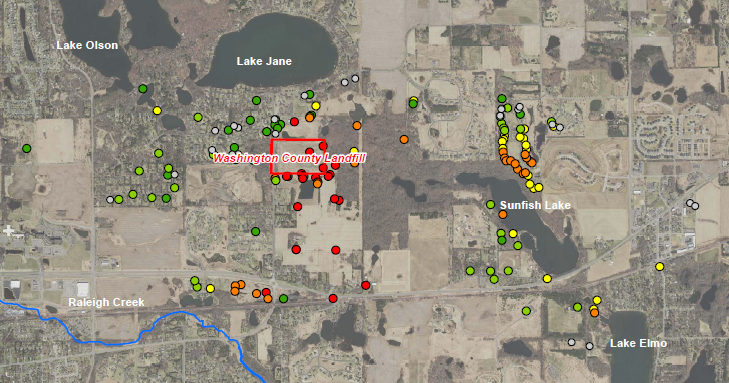 Lake Olson
Lake Jane
Washington County Landfill
Sunfish Lake
Raleigh Creek
Lake Elmo